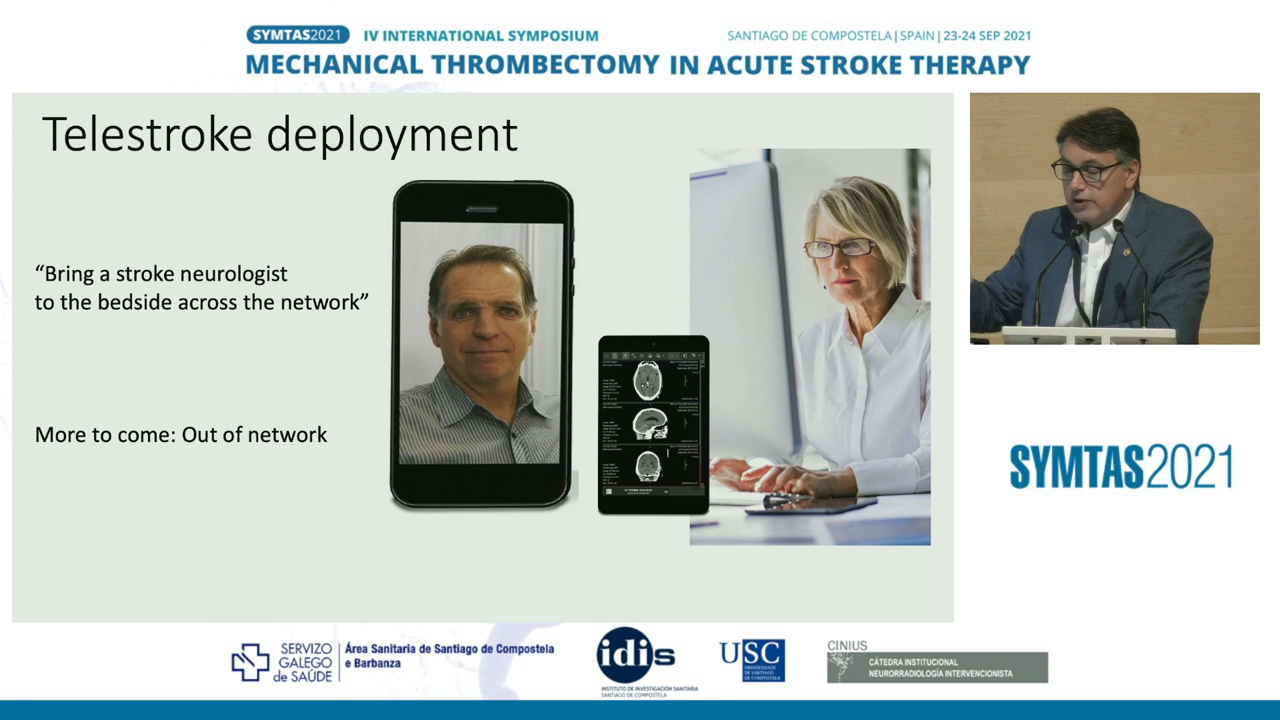 SYMTAS2021 IV INTERNATIONAL SYMPOSIUM SANTIAGO DE COMPOSTELA | SPAIN | 23-24 SEP 2021
MECHANICAL THROMBECTOMY IN ACUTE STROKE THERAPY
Telestroke deployment
“Bring a stroke neurologist
to the bedside across the network”
More to come: Out of network
SYMTAS2021
SERVIZO
GALEGO
de SAÚDE
Área Sanitaria de Santiago de Compostela
e Barbanza
idis
INSTITUTO DE INVESTIGACIÓN SANITARIA
SANTIAGO DE COMPOSTELA
USC
UNIVERSIDADE
DE SANTIAGO
DE COMPOSTELA
CINIUS
CÁTEDRA INSTITUCIONAL
NEURORRADIOLOGÍA INTERVENCIONISTA